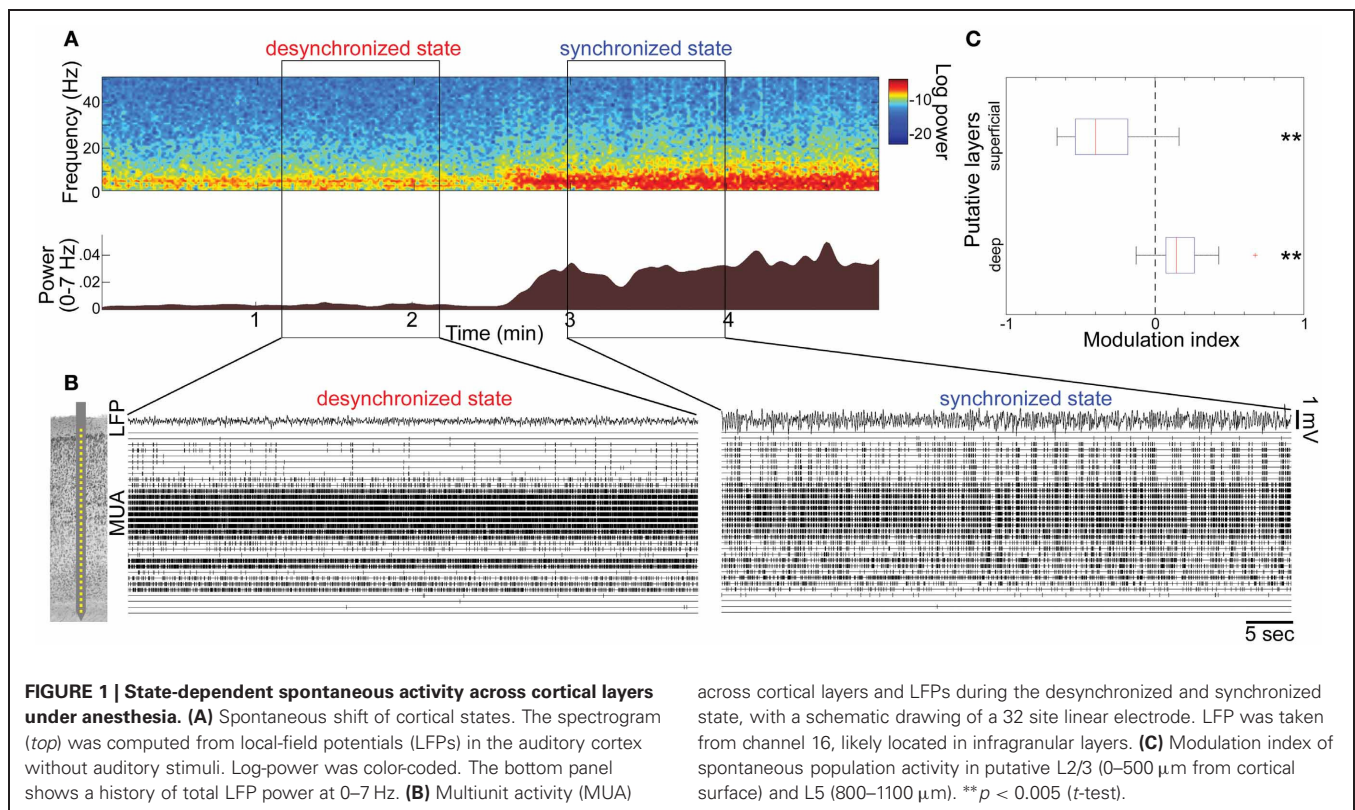 A
desynchronized state
synchronized state
Frequency (Hz)
40
20
0
Log power
-10
-20
Power
(0-7 Hz)
.04
.02
0
1
2
3
4
Time (min)
C
Putative layers
superficial
deep
**
**
-1
0
1
Modulation index
B
desynchronized state
synchronized state
LFP
MUA
1 mV
5 sec
FIGURE 1 | State-dependent spontaneous activity across cortical layers
under anesthesia. (A) Spontaneous shift of cortical states. The spectrogram
(top) was computed from local-field potentials (LFPs) in the auditory cortex
without auditory stimuli. Log-power was color-coded. The bottom panel
shows a history of total LFP power at 0–7 Hz. (B) Multiunit activity (MUA)
across cortical layers and LFPs during the desynchronized and synchronized
state, with a schematic drawing of a 32 site linear electrode. LFP was taken
from channel 16, likely located in infragranular layers. (C) Modulation index of
spontaneous population activity in putative L2/3 (0–500 μm from cortical
surface) and L5 (800–1100 μm). **p < 0.005 (t-test).